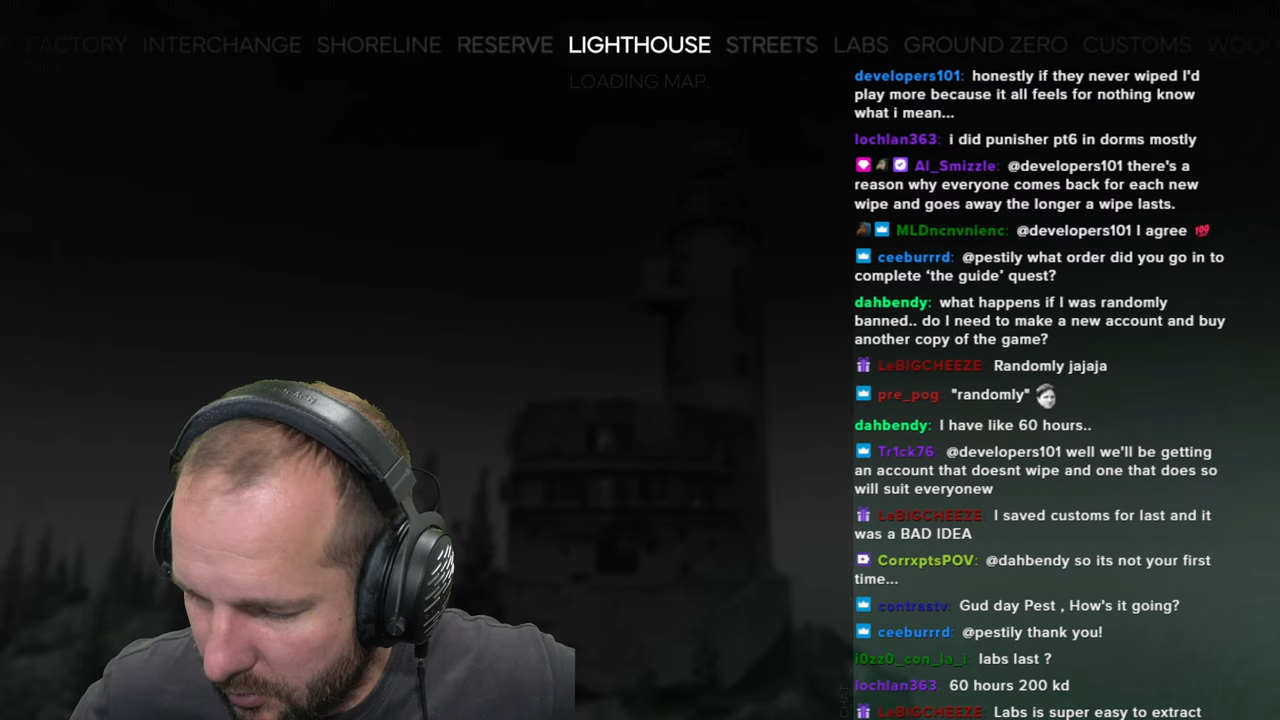 FACTORY INTERCHANGE SHORELINE RESERVE LIGHTHOUSE STREETS LABS GROUND ZERO CUSTOMS
LOADING MAP.
developers101: honestly if they never wiped I'd
play more because it all feels for nothing know
what i mean...
lochlan363: i did punisher pt6 in dorms mostly
AI_Smizzle: @developers101 there's a
reason why everyone comes back for each new
wipe and goes away the longer a wipe lasts.
MLDncnvnienc: @developers101 I agree 💯
ceeburrrd: @pestily what order did you go in to
complete ‘the guide’ quest?
dahbendy: what happens if I was randomly
banned.. do I need to make a new account and buy
another copy of the game?
LeBIGCHEEZE: Randomly jajaja
pre_pog: "randomly"
dahbendy: I have like 60 hours..
Tr1ck76: @developers101 well we'll be getting
an account that doesnt wipe and one that does so
will suit everyonew
LeBIGCHEEZE: I saved customs for last and it
was a BAD IDEA
CorrxptsPOV: @dahbendy so its not your first
time...
contrastv: Gud day Pest , How's it going?
ceeburrrd: @pestily thank you!
i0zz0_con_la_i: labs last ?
lochlan363: 60 hours 200 kd
LeBIGCHEEZE: Labs is super easy to extract
CHAT